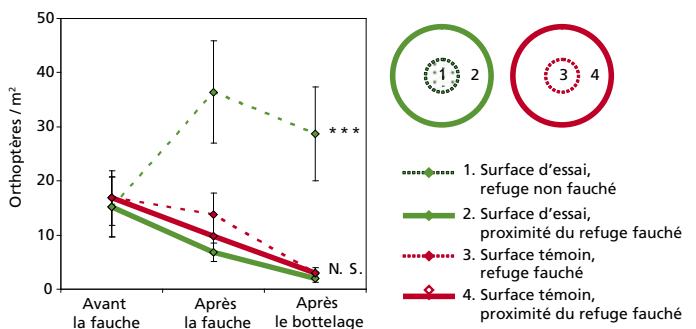 Orthoptères / m²
50
40
30
20
10
0
***
N. S.
Avant
la fauche
Après
la fauche
Après
le bottelage
1
2
3
4
1. Surface d'essai,
refuge non fauché
2. Surface d'essai,
proximité du refuge fauché
3. Surface témoin,
refuge fauché
4. Surface témoin,
proximité du refuge fauché